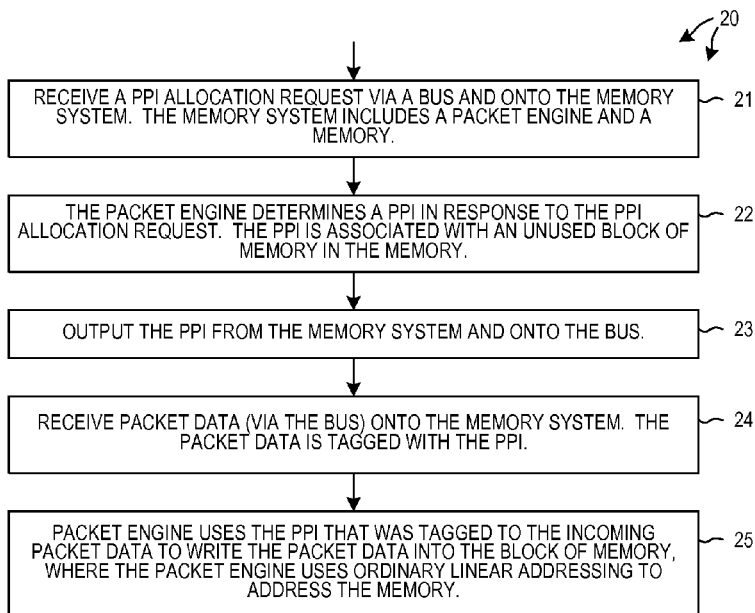 20
RECEIVE A PPI ALLOCATION REQUEST VIA A BUS AND ONTO THE MEMORY
SYSTEM. THE MEMORY SYSTEM INCLUDES A PACKET ENGINE AND A
MEMORY.
21
THE PACKET ENGINE DETERMINES A PPI IN RESPONSE TO THE PPI
ALLOCATION REQUEST. THE PPI IS ASSOCIATED WITH AN UNUSED BLOCK OF
MEMORY IN THE MEMORY.
22
OUTPUT THE PPI FROM THE MEMORY SYSTEM AND ONTO THE BUS.
23
RECEIVE PACKET DATA (VIA THE BUS) ONTO THE MEMORY SYSTEM. THE
PACKET DATA IS TAGGED WITH THE PPI.
24
PACKET ENGINE USES THE PPI THAT WAS TAGGED TO THE INCOMING
PACKET DATA TO WRITE THE PACKET DATA INTO THE BLOCK OF MEMORY,
WHERE THE PACKET ENGINE USES ORDINARY LINEAR ADDRESSING TO
ADDRESS THE MEMORY.
25